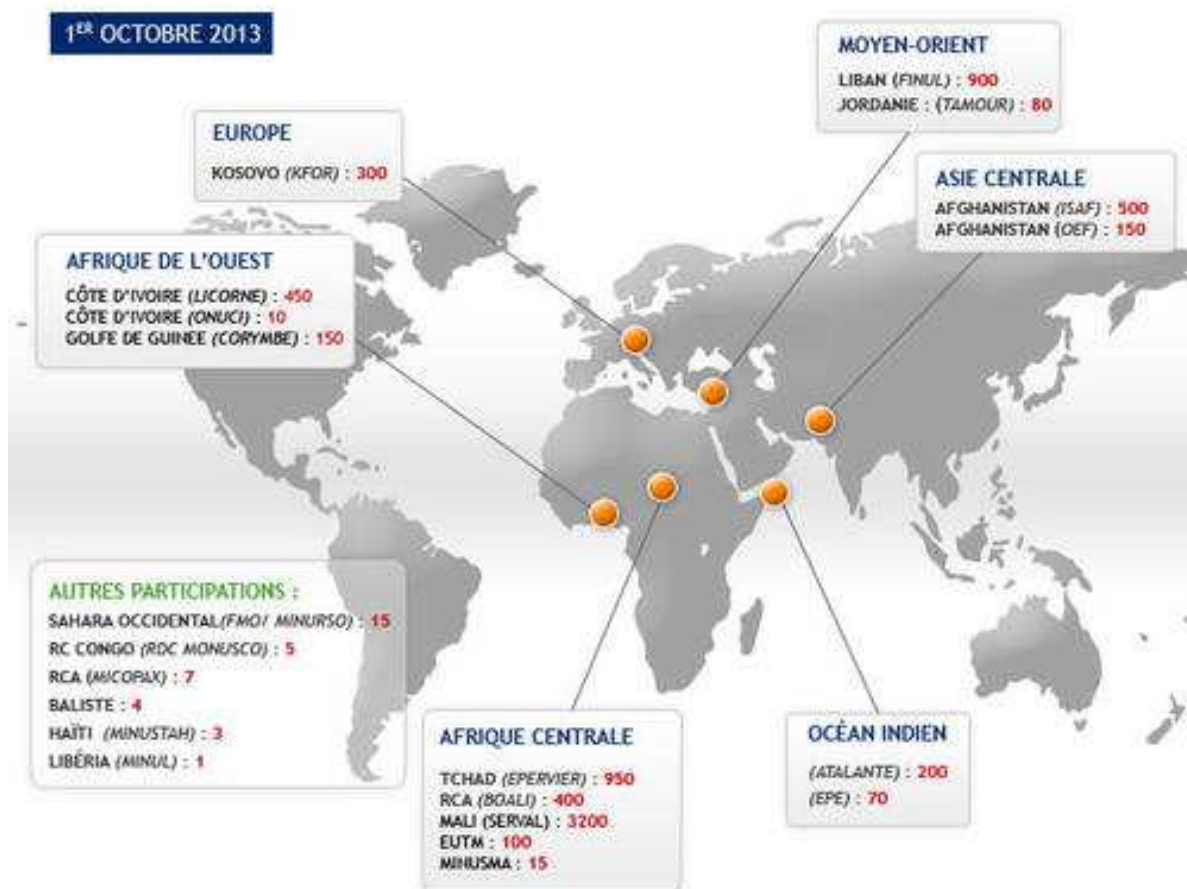 1ER OCTOBRE 2013
MOYEN-ORIENT
LIBAN (FINUL) : 900
JORDANIE : (TAMOUR) : 80
EUROPE
KOSOVO (KFOR) : 300
ASIE CENTRALE
AFGHANISTAN (ISAF) : 500
AFGHANISTAN (OEF) : 150
AFRIQUE DE L'OUEST
CÔTE D'IVOIRE (LICORNE) : 450
CÔTE D'IVOIRE (ONUCI) : 10
GOLFE DE GUINEE (CORYMBE) : 150
AUTRES PARTICIPATIONS :
SAHARA OCCIDENTAL(FMO/ MINURSO) : 15
RC CONGO (RDC MONUSCO) : 5
RCA (MICOPAX) : 7
BALISTE : 4
HAÏTI (MINUSTAH) : 3
LIBÉRIA (MINUL) : 1
AFRIQUE CENTRALE
TCHAD (EPERVIER) : 950
RCA (BOALI) : 400
MALI (SERVAL) : 3200
EUTM : 100
MINUSMA : 15
OCÉAN INDIEN
(ATALANTE) : 200
(EPE) : 70